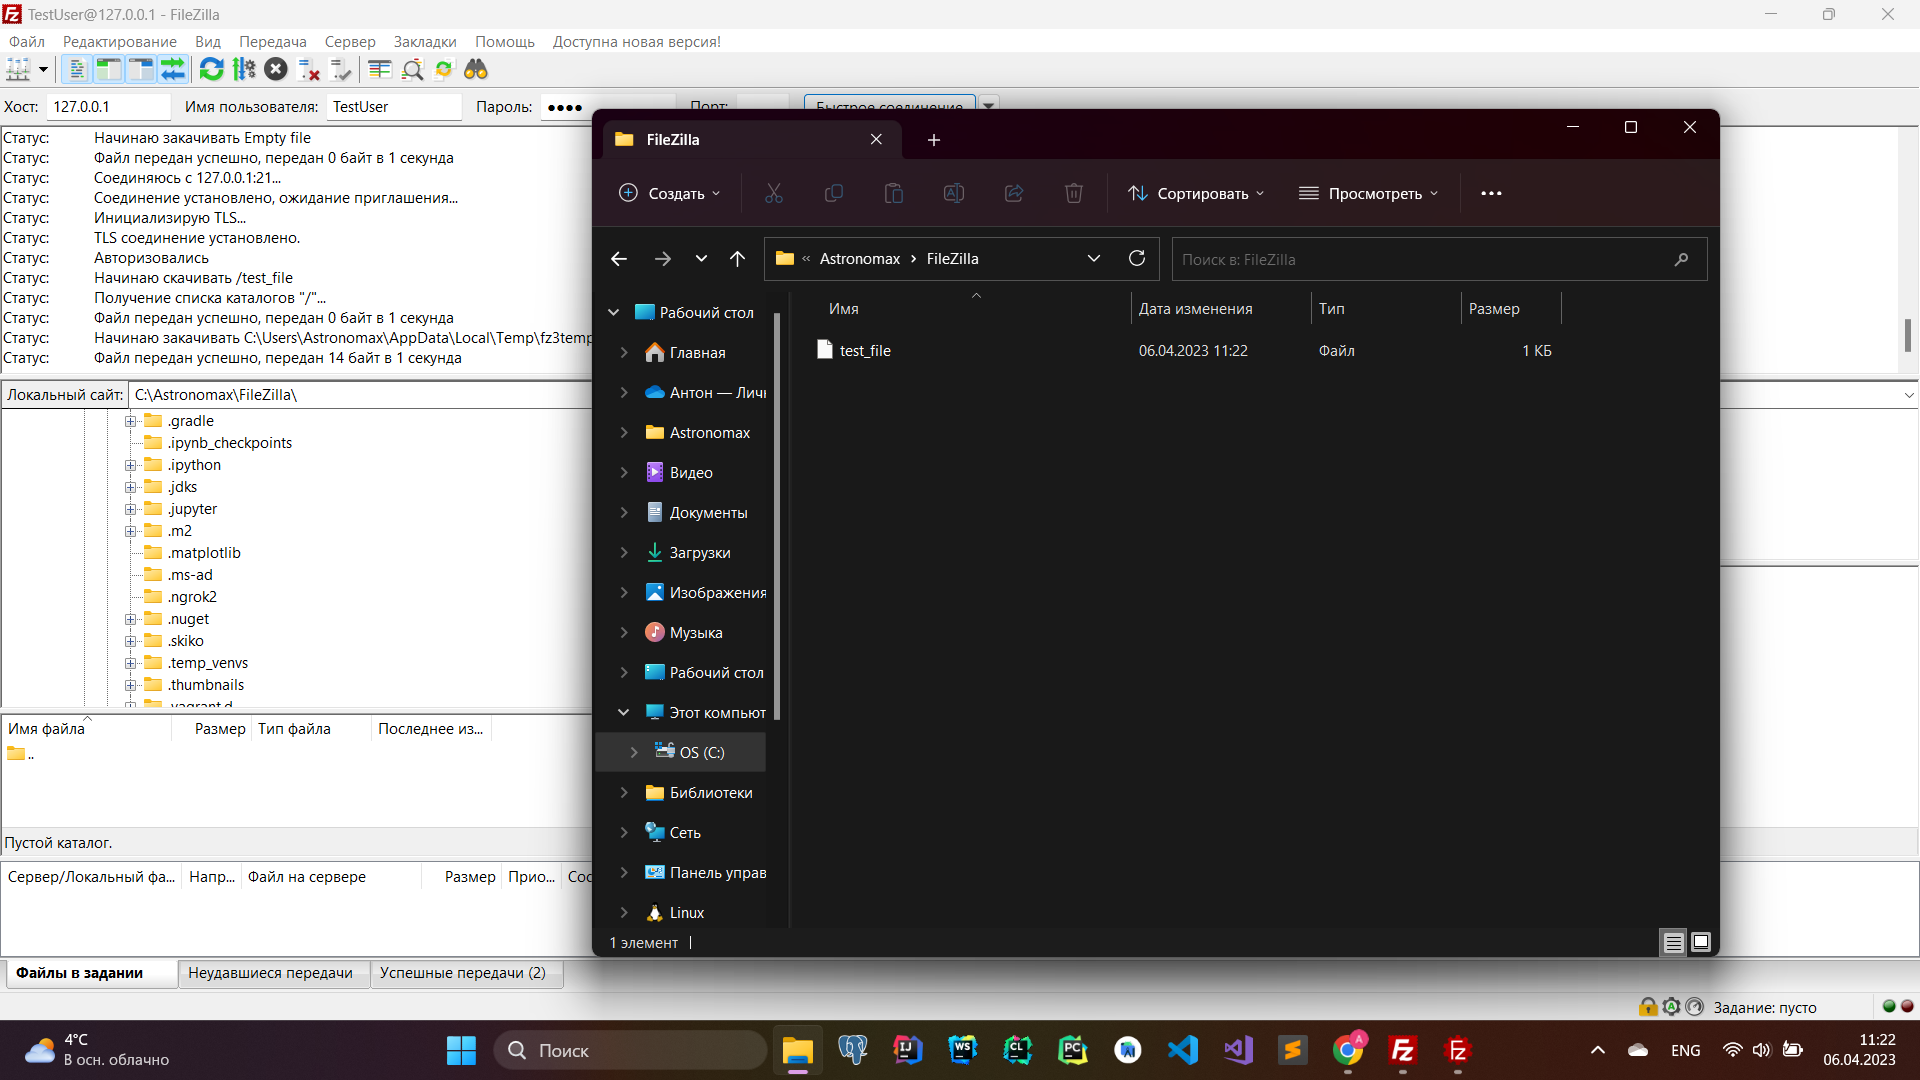 TestUser@127.0.0.1 - FileZilla
Файл Редактирование Вид Передача Сервер Закладки Помощь Доступна новая версия!
Хост: 127.0.0.1 Имя пользователя: TestUser Пароль: ●●●● Порт: Быстрое соединение
Статус: Начинаю закачивать Empty file
Статус: Файл передан успешно, передан 0 байт в 1 секунда
Статус: Соединяюсь с 127.0.0.1:21...
Статус: Соединение установлено, ожидание приглашения...
Статус: Инициализирую TLS...
Статус: TLS соединение установлено.
Статус: Авторизовались
Статус: Начинаю скачивать /test_file
Статус: Получение списка каталогов "/"...
Статус: Файл передан успешно, передан 0 байт в 1 секунда
Статус: Начинаю закачивать C:\Users\Astronomax\AppData\Local\Temp\fz3temp
Статус: Файл передан успешно, передан 14 байт в 1 секунда
Локальный сайт: C:\Astronomax\FileZilla\
.gradle
.ipynb_checkpoints
.ipython
.jdks
.jupyter
.m2
.matplotlib
.ms-ad
.ngrok2
.nuget
.skiko
.temp_venvs
.thumbnails
.vagrant.d
Имя файла Размер Тип файла Последнее из...
..
Пустой каталог.
Сервер/Локальный фа... Напр... Файл на сервере Размер Прио... Сос
Файлы в задании Неудавшиеся передачи Успешные передачи (2)
Задание: пусто
FileZilla
Создать Сортировать Просмотреть
« Astronomax › FileZilla
Поиск в: FileZilla
Рабочий стол
Главная
Антон — Личн
Astronomax
Видео
Документы
Загрузки
Изображения
Музыка
Рабочий стол
Этот компьют
OS (C:)
Библиотеки
Сеть
Панель управ
Linux
Имя Дата изменения Тип Размер
test_file 06.04.2023 11:22 Файл 1 КБ
1 элемент
4°C
В осн. облачно
Поиск
IJ WS CL PC A
ENG
11:22
06.04.2023